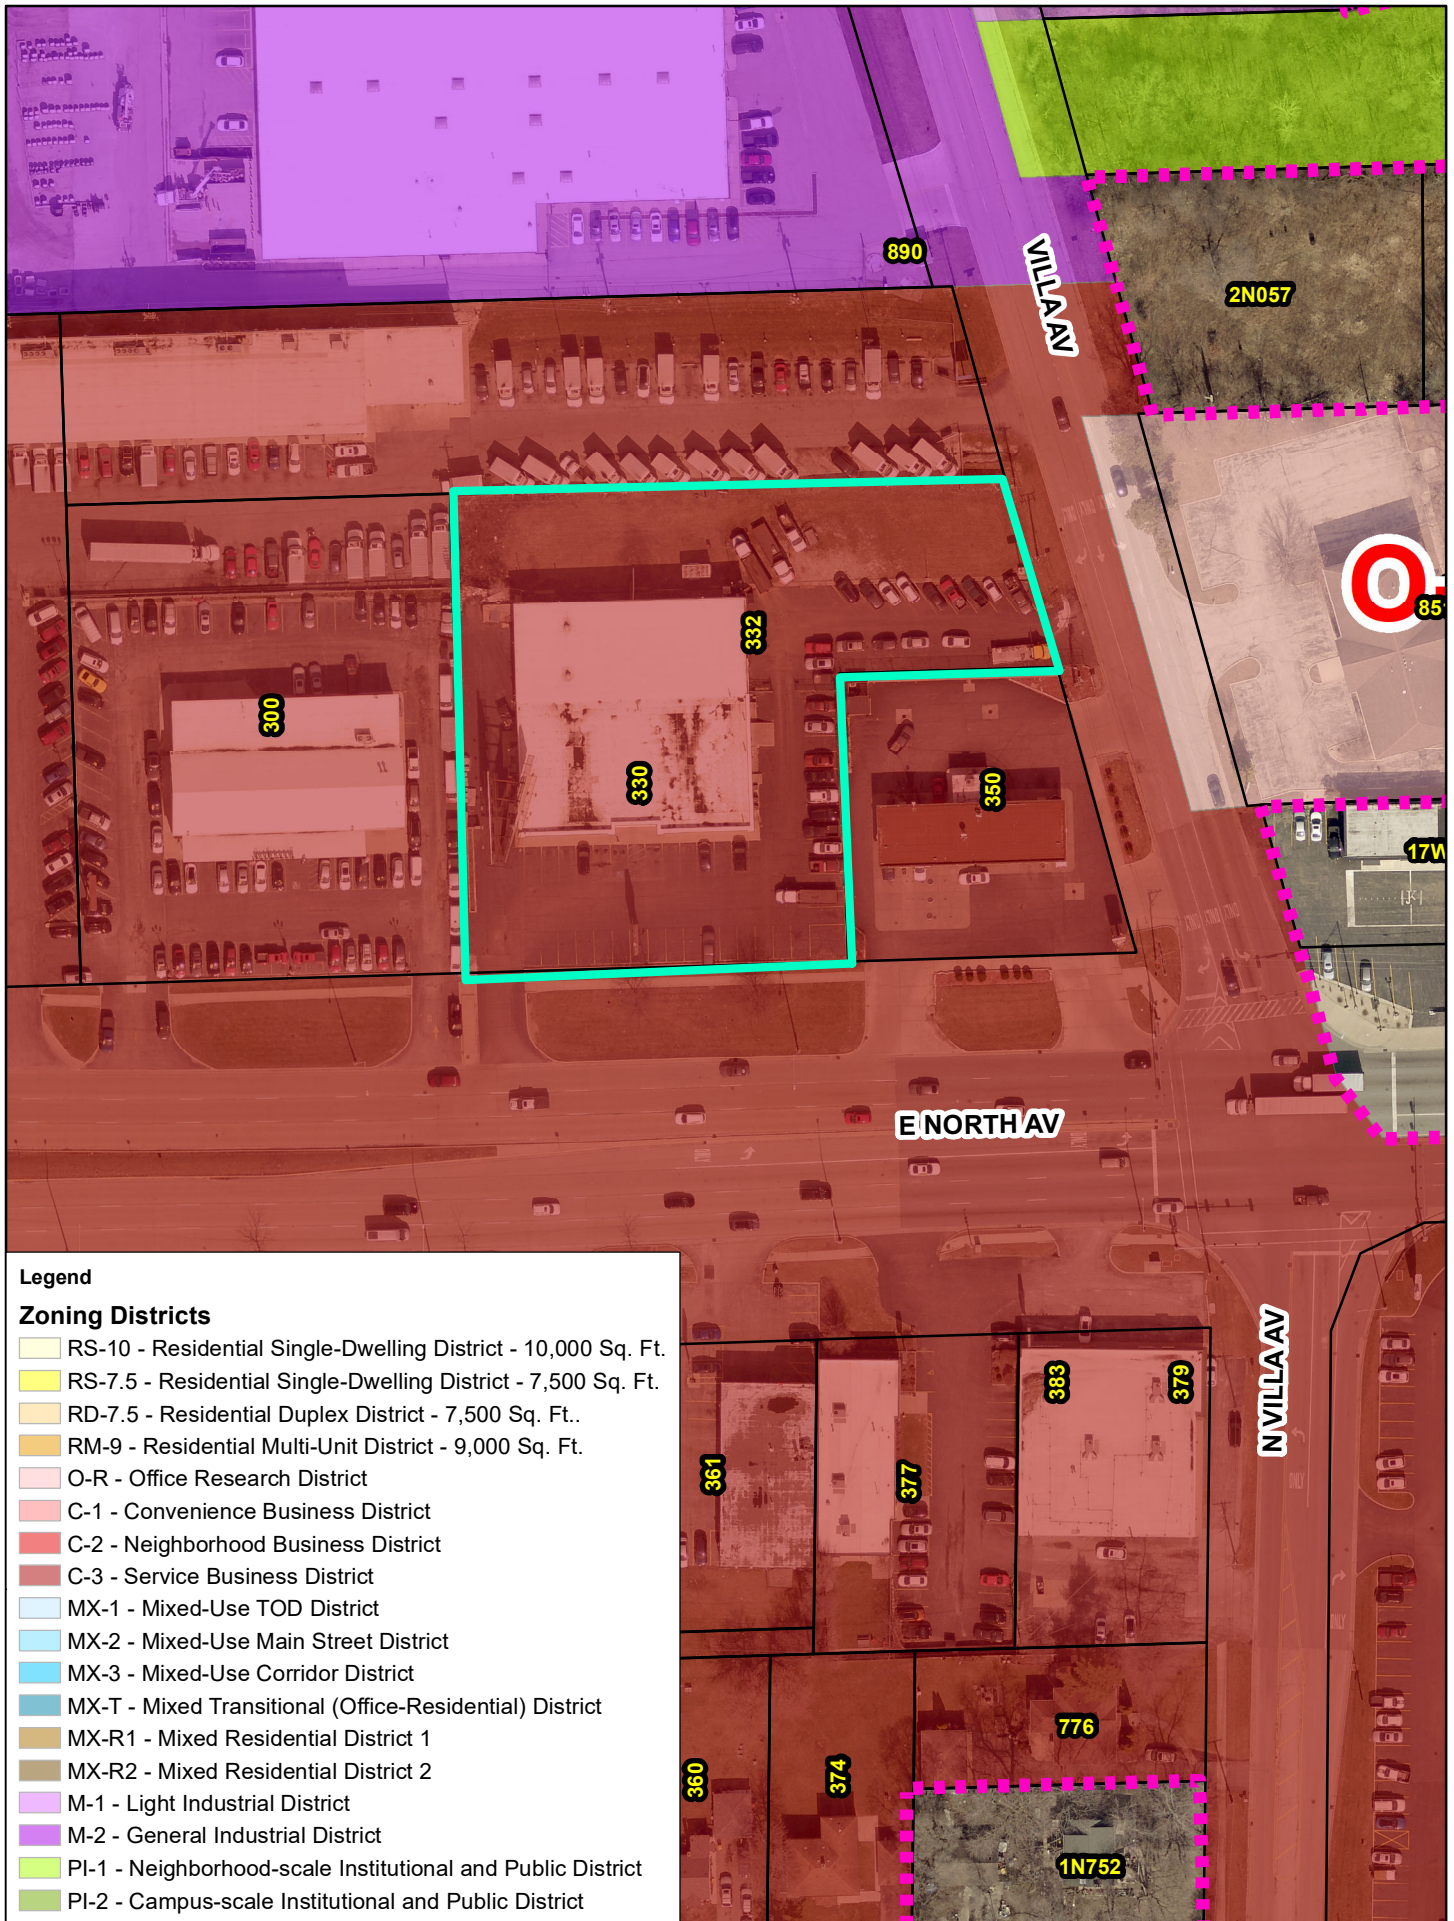 890
VILLA AV
2N057
O-
851
332
300
330
350
17W
E NORTH AV
N VILLA AV
383
379
361
377
776
360
374
1N752
Legend
Zoning Districts
RS-10 - Residential Single-Dwelling District - 10,000 Sq. Ft.
RS-7.5 - Residential Single-Dwelling District - 7,500 Sq. Ft.
RD-7.5 - Residential Duplex District - 7,500 Sq. Ft..
RM-9 - Residential Multi-Unit District - 9,000 Sq. Ft.
O-R - Office Research District
C-1 - Convenience Business District
C-2 - Neighborhood Business District
C-3 - Service Business District
MX-1 - Mixed-Use TOD District
MX-2 - Mixed-Use Main Street District
MX-3 - Mixed-Use Corridor District
MX-T - Mixed Transitional (Office-Residential) District
MX-R1 - Mixed Residential District 1
MX-R2 - Mixed Residential District 2
M-1 - Light Industrial District
M-2 - General Industrial District
PI-1 - Neighborhood-scale Institutional and Public District
PI-2 - Campus-scale Institutional and Public District